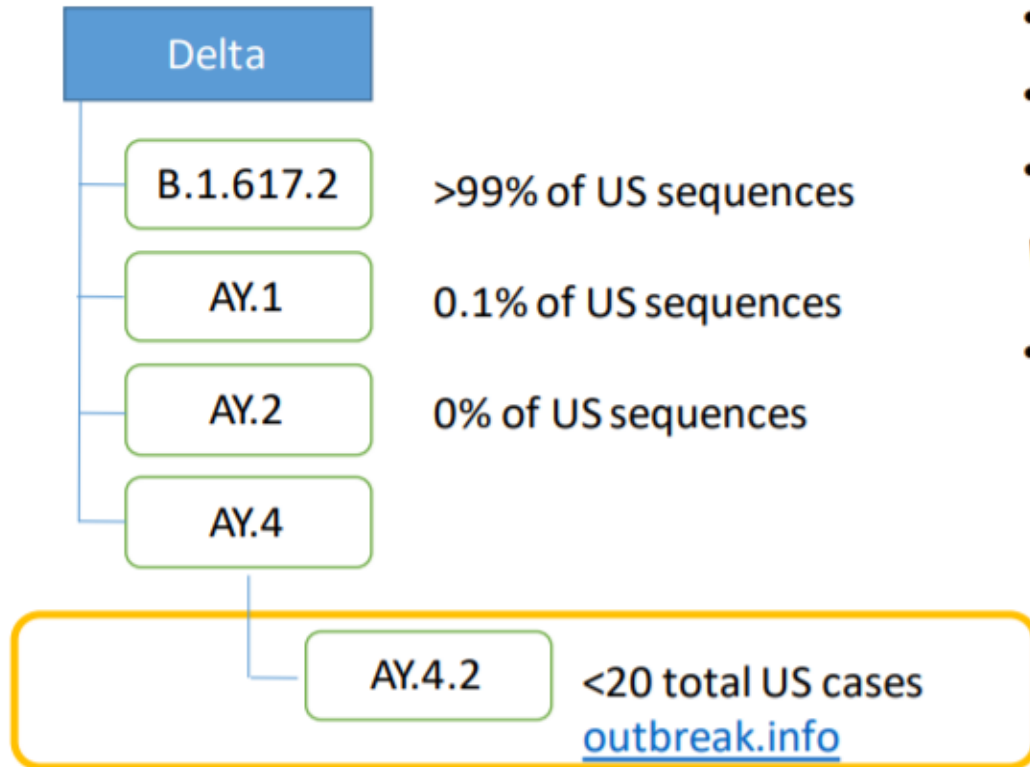 Delta
B.1.617.2
>99% of US sequences
AY.1
0.1% of US sequences
AY.2
0% of US sequences
AY.4
AY.4.2
<20 total US cases
outbreak.info